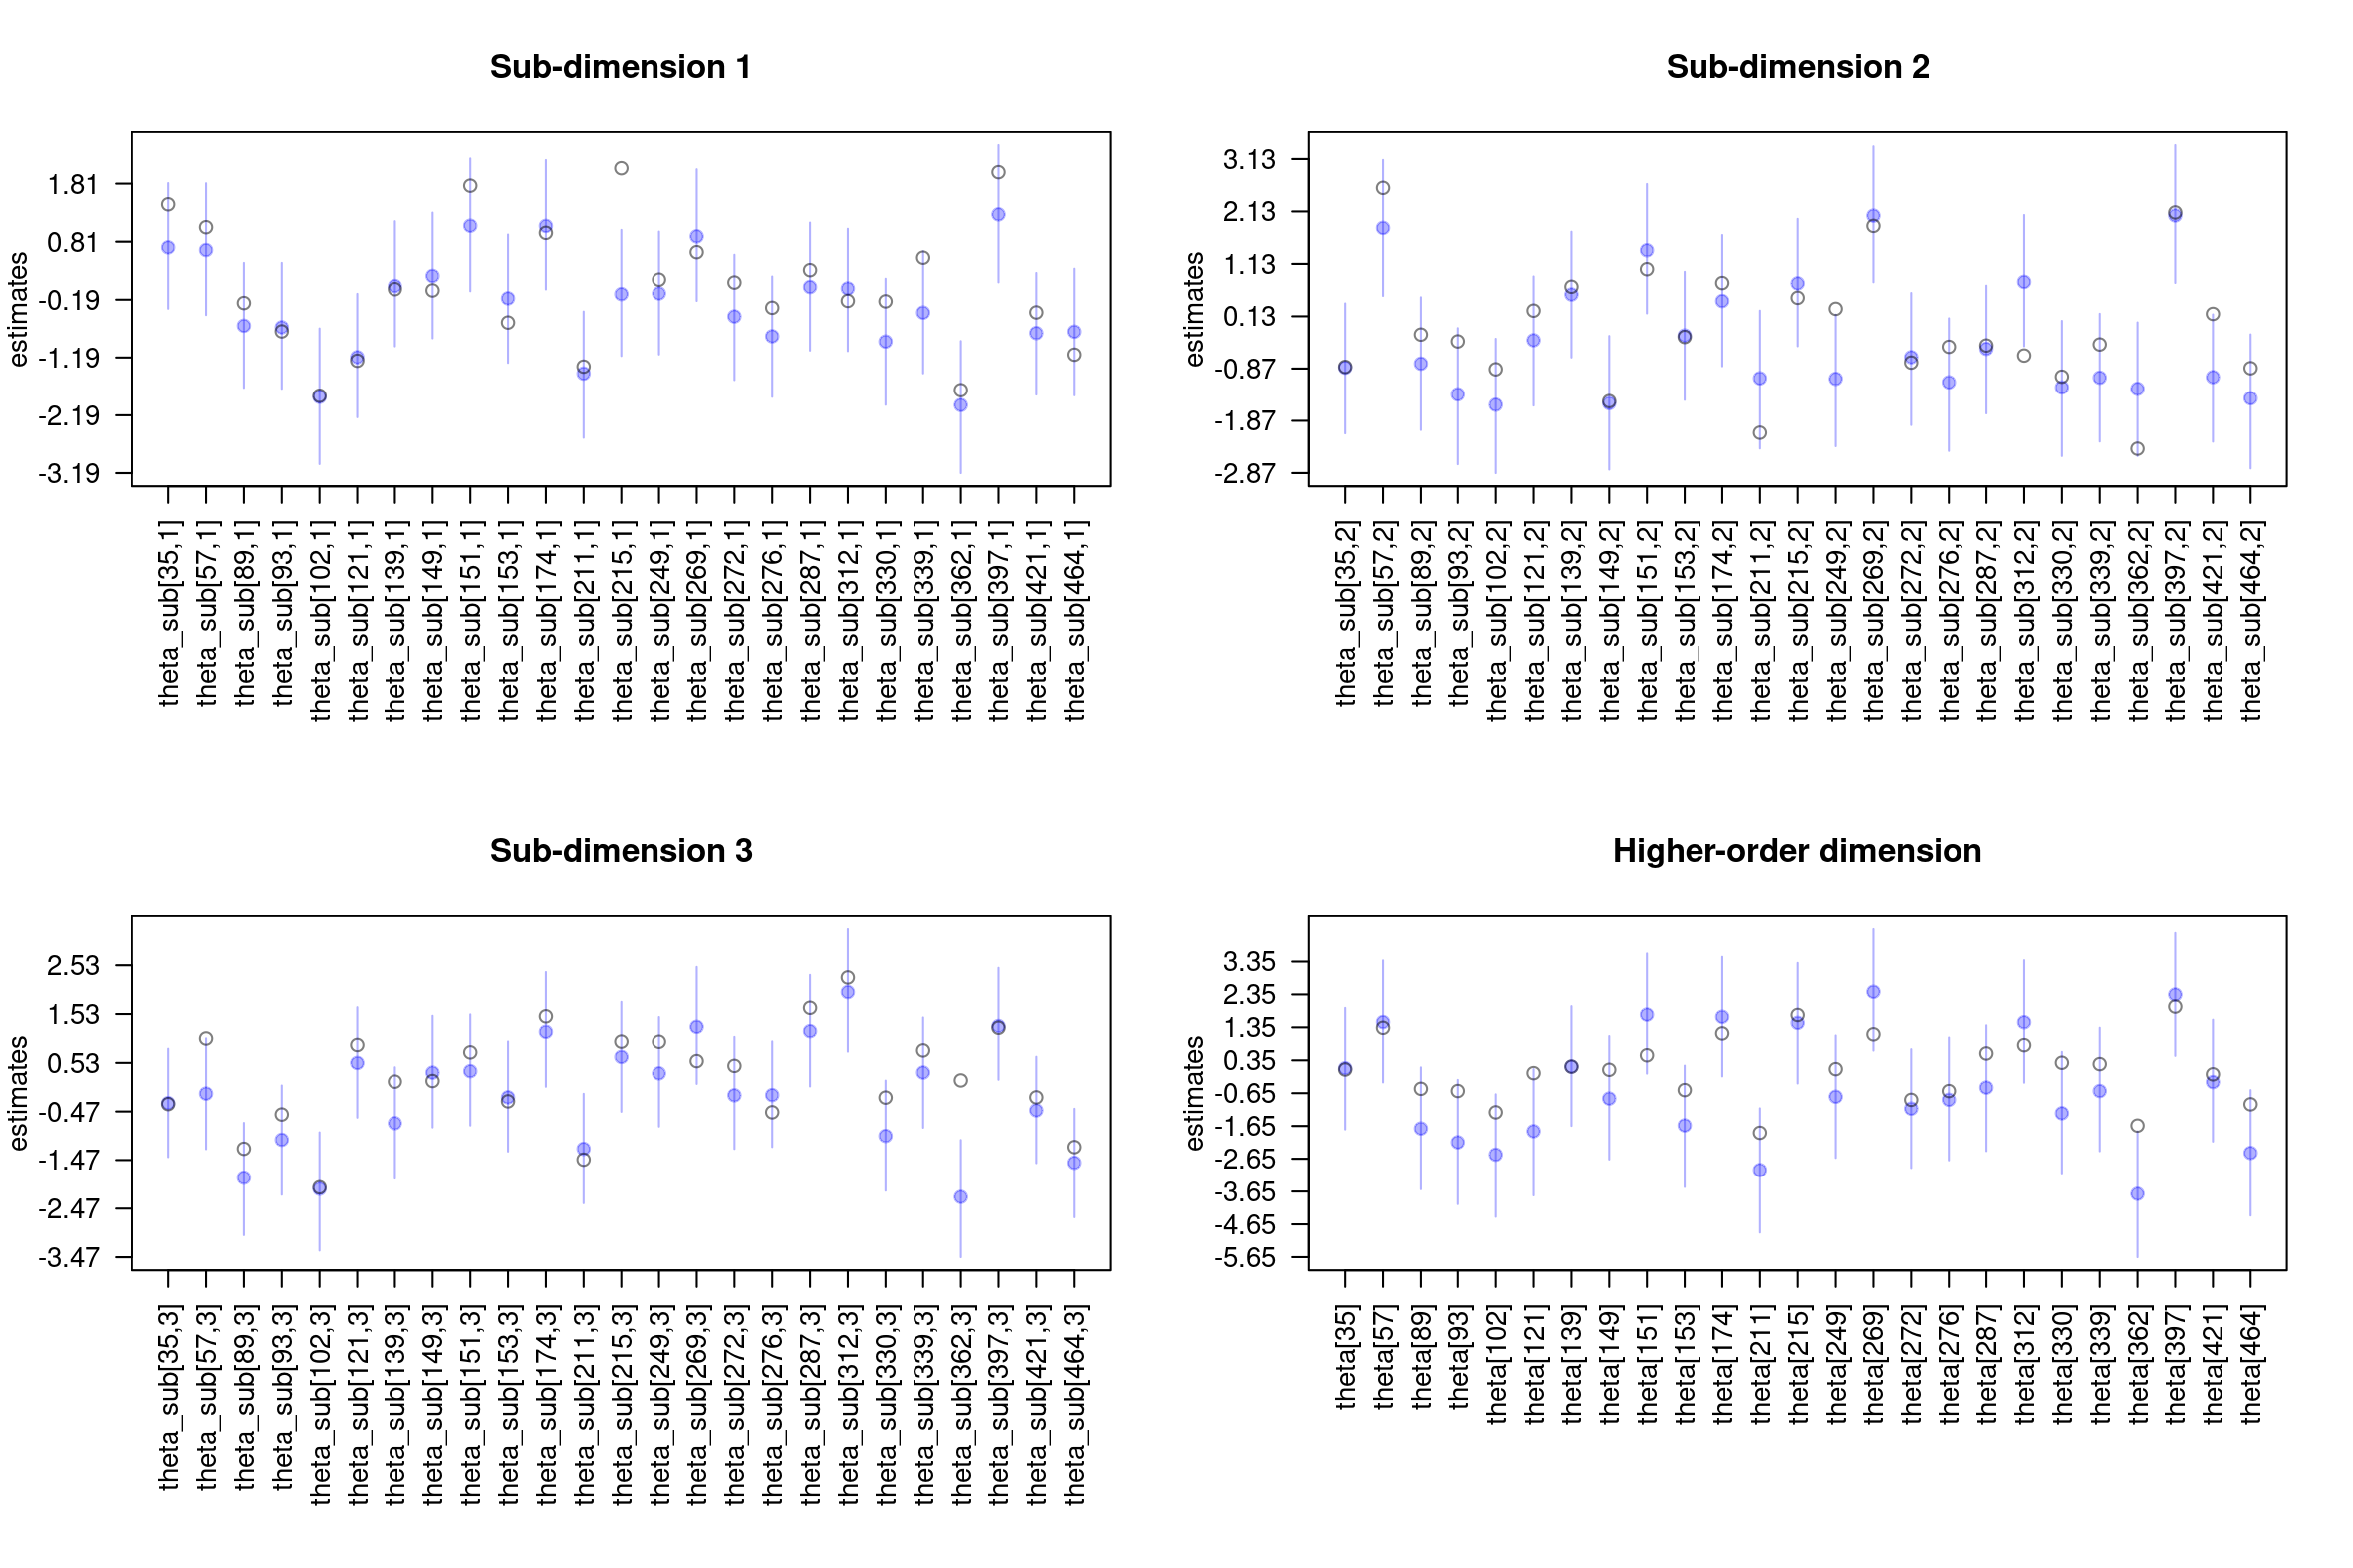 Sub-dimension 1
estimates
1.81
0.81
-0.19
-1.19
-2.19
-3.19
theta_sub[35,1]
theta_sub[57,1]
theta_sub[89,1]
theta_sub[93,1]
theta_sub[102,1]
theta_sub[121,1]
theta_sub[139,1]
theta_sub[149,1]
theta_sub[151,1]
theta_sub[153,1]
theta_sub[174,1]
theta_sub[211,1]
theta_sub[215,1]
theta_sub[249,1]
theta_sub[269,1]
theta_sub[272,1]
theta_sub[276,1]
theta_sub[287,1]
theta_sub[312,1]
theta_sub[330,1]
theta_sub[339,1]
theta_sub[362,1]
theta_sub[397,1]
theta_sub[421,1]
theta_sub[464,1]
Sub-dimension 2
estimates
3.13
2.13
1.13
0.13
-0.87
-1.87
-2.87
theta_sub[35,2]
theta_sub[57,2]
theta_sub[89,2]
theta_sub[93,2]
theta_sub[102,2]
theta_sub[121,2]
theta_sub[139,2]
theta_sub[149,2]
theta_sub[151,2]
theta_sub[153,2]
theta_sub[174,2]
theta_sub[211,2]
theta_sub[215,2]
theta_sub[249,2]
theta_sub[269,2]
theta_sub[272,2]
theta_sub[276,2]
theta_sub[287,2]
theta_sub[312,2]
theta_sub[330,2]
theta_sub[339,2]
theta_sub[362,2]
theta_sub[397,2]
theta_sub[421,2]
theta_sub[464,2]
Sub-dimension 3
estimates
2.53
1.53
0.53
-0.47
-1.47
-2.47
-3.47
theta_sub[35,3]
theta_sub[57,3]
theta_sub[89,3]
theta_sub[93,3]
theta_sub[102,3]
theta_sub[121,3]
theta_sub[139,3]
theta_sub[149,3]
theta_sub[151,3]
theta_sub[153,3]
theta_sub[174,3]
theta_sub[211,3]
theta_sub[215,3]
theta_sub[249,3]
theta_sub[269,3]
theta_sub[272,3]
theta_sub[276,3]
theta_sub[287,3]
theta_sub[312,3]
theta_sub[330,3]
theta_sub[339,3]
theta_sub[362,3]
theta_sub[397,3]
theta_sub[421,3]
theta_sub[464,3]
Higher-order dimension
estimates
3.35
2.35
1.35
0.35
-0.65
-1.65
-2.65
-3.65
-4.65
-5.65
theta[35]
theta[57]
theta[89]
theta[93]
theta[102]
theta[121]
theta[139]
theta[149]
theta[151]
theta[153]
theta[174]
theta[211]
theta[215]
theta[249]
theta[269]
theta[272]
theta[276]
theta[287]
theta[312]
theta[330]
theta[339]
theta[362]
theta[397]
theta[421]
theta[464]